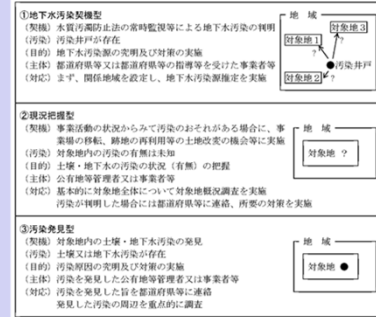 ①地下水汚染契機型
（契機）水質汚濁防止法の常時監視等による地下水汚染の判明
（汚染）汚染井戸が存在
（目的）地下水汚染源の究明及び対策の実施
（主体）都道府県等又は都道府県等の指導等を受けた事業者等
（対応）まず、関係地域を設定し、地下水汚染源推定を実施
地 域
対象地3
対象地1
?
?
汚染井戸
対象地2
?
②現況把握型
（契機）事業活動の状況からみて汚染のおそれがある場合に、事
業場の移転、跡地の再利用等の土地改変の機会等に実施
（汚染）対象地内の汚染の有無は未知
（目的）土壌・地下水汚染の状況（有無）の把握
（主体）公有地等管理者又は事業者等
（対応）基本的に対象地全体について対象地概況調査を実施
汚染が判明した場合には都道府県等に連絡、所要の対策を実施
地 域
対象地 ?
③汚染発見型
（契機）対象地内の土壌・地下水汚染の発見
（汚染）土壌又は地下水汚染が存在
（目的）汚染原因の究明及び対策の実施
（主体）汚染を発見した公有地等管理者又は事業者等
（対応）汚染を発見した旨を都道府県等に連絡
発見した汚染の周辺を重点的に調査
地 域
対象地